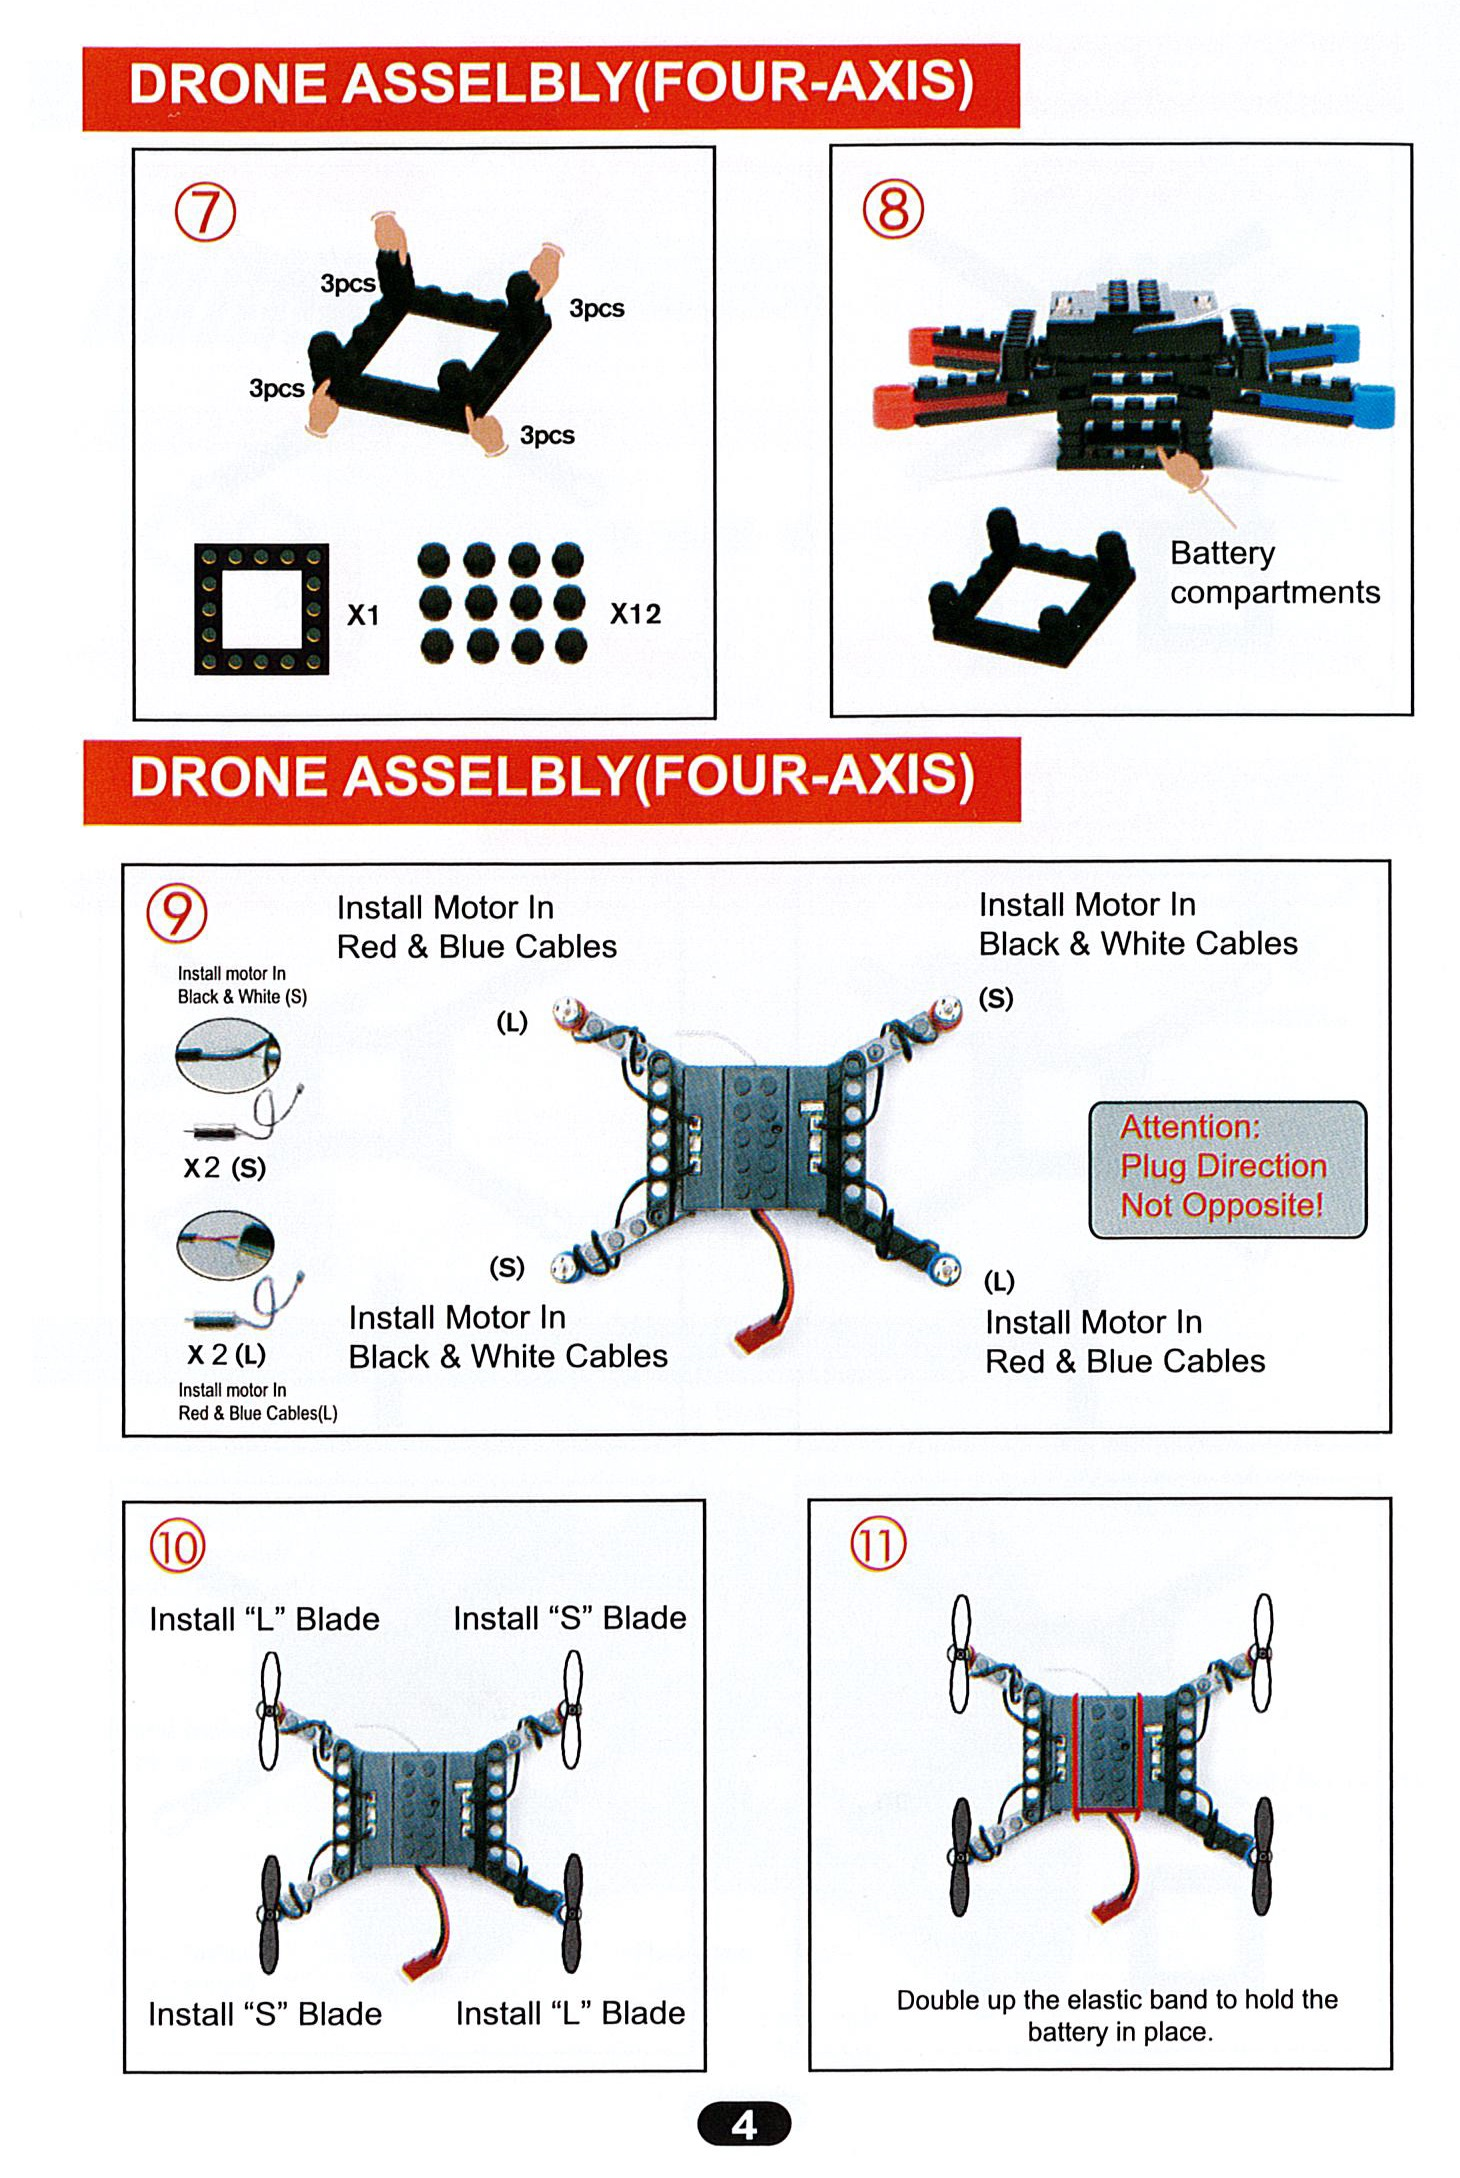 DRONE ASSELBLY(FOUR-AXIS)
7
3pcs
3pcs
3pcs
3pcs
X1
X12
8
Battery
compartments
DRONE ASSELBLY(FOUR-AXIS)
9
Install motor In
Black & White (S)
X2 (S)
X 2 (L)
Install motor In
Red & Blue Cables(L)
Install Motor In
Red & Blue Cables
(L)
Install Motor In
Black & White Cables
(S)
Attention:
Plug Direction
Not Opposite!
(S)
Install Motor In
Black & White Cables
(L)
Install Motor In
Red & Blue Cables
10
Install “L” Blade
Install “S” Blade
Install “S” Blade
Install “L” Blade
11
Double up the elastic band to hold the
battery in place.
4